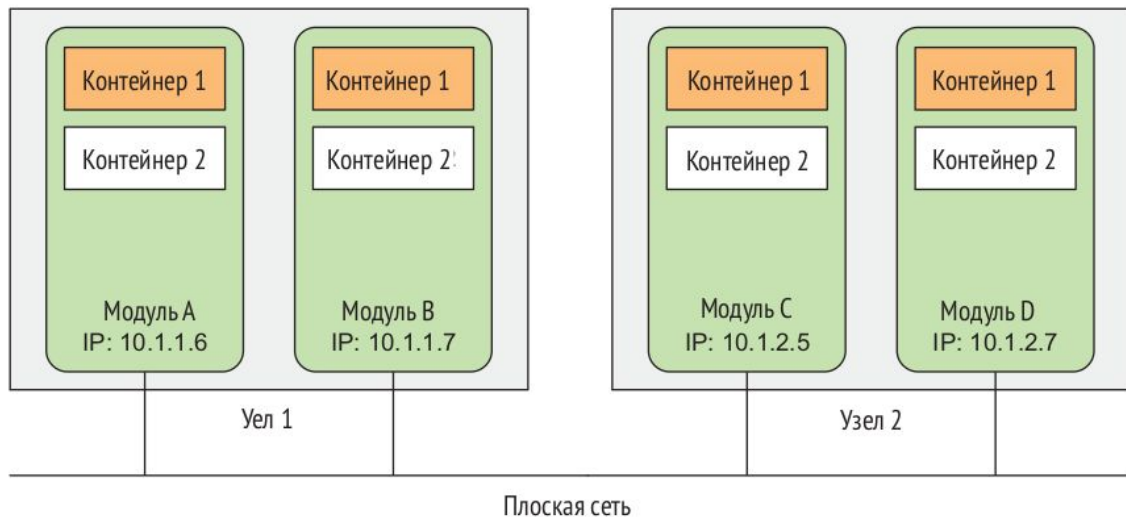 Контейнер 1
Контейнер 2
Модуль A
IP: 10.1.1.6
Контейнер 1
Контейнер 2
Модуль B
IP: 10.1.1.7
Уел 1
Контейнер 1
Контейнер 2
Модуль C
IP: 10.1.2.5
Контейнер 1
Контейнер 2
Модуль D
IP: 10.1.2.7
Узел 2
Плоская сеть